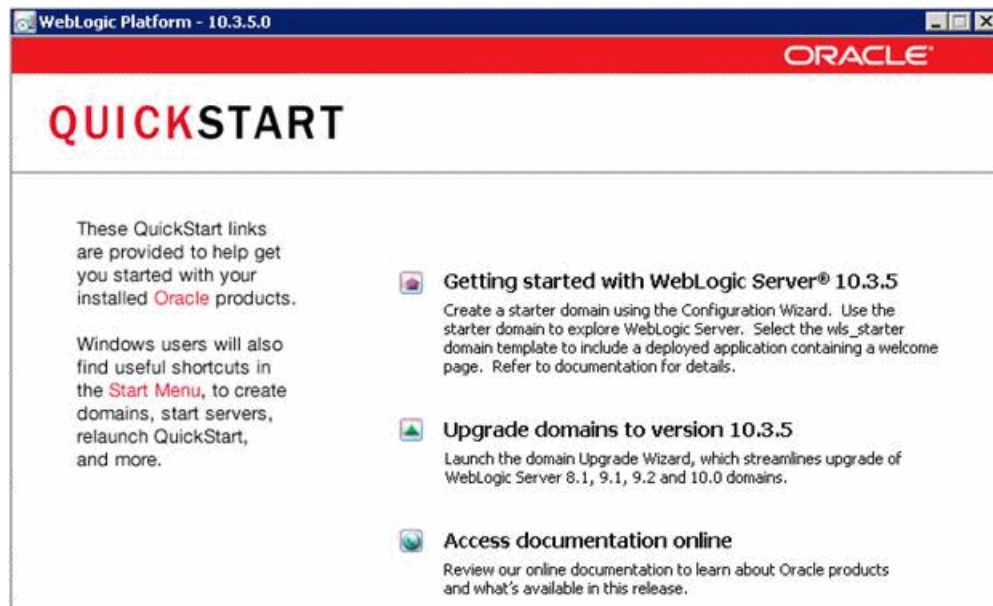 WebLogic Platform - 10.3.5.0
ORACLE
QUICKSTART
These QuickStart links
are provided to help get
you started with your
installed Oracle products.
Windows users will also
find useful shortcuts in
the Start Menu, to create
domains, start servers,
relaunch QuickStart,
and more.
Getting started with WebLogic Server® 10.3.5
Create a starter domain using the Configuration Wizard. Use the
starter domain to explore WebLogic Server. Select the wls_starter
domain template to include a deployed application containing a welcome
page. Refer to documentation for details.
Upgrade domains to version 10.3.5
Launch the domain Upgrade Wizard, which streamlines upgrade of
WebLogic Server 8.1, 9.1, 9.2 and 10.0 domains.
Access documentation online
Review our online documentation to learn about Oracle products
and what's available in this release.